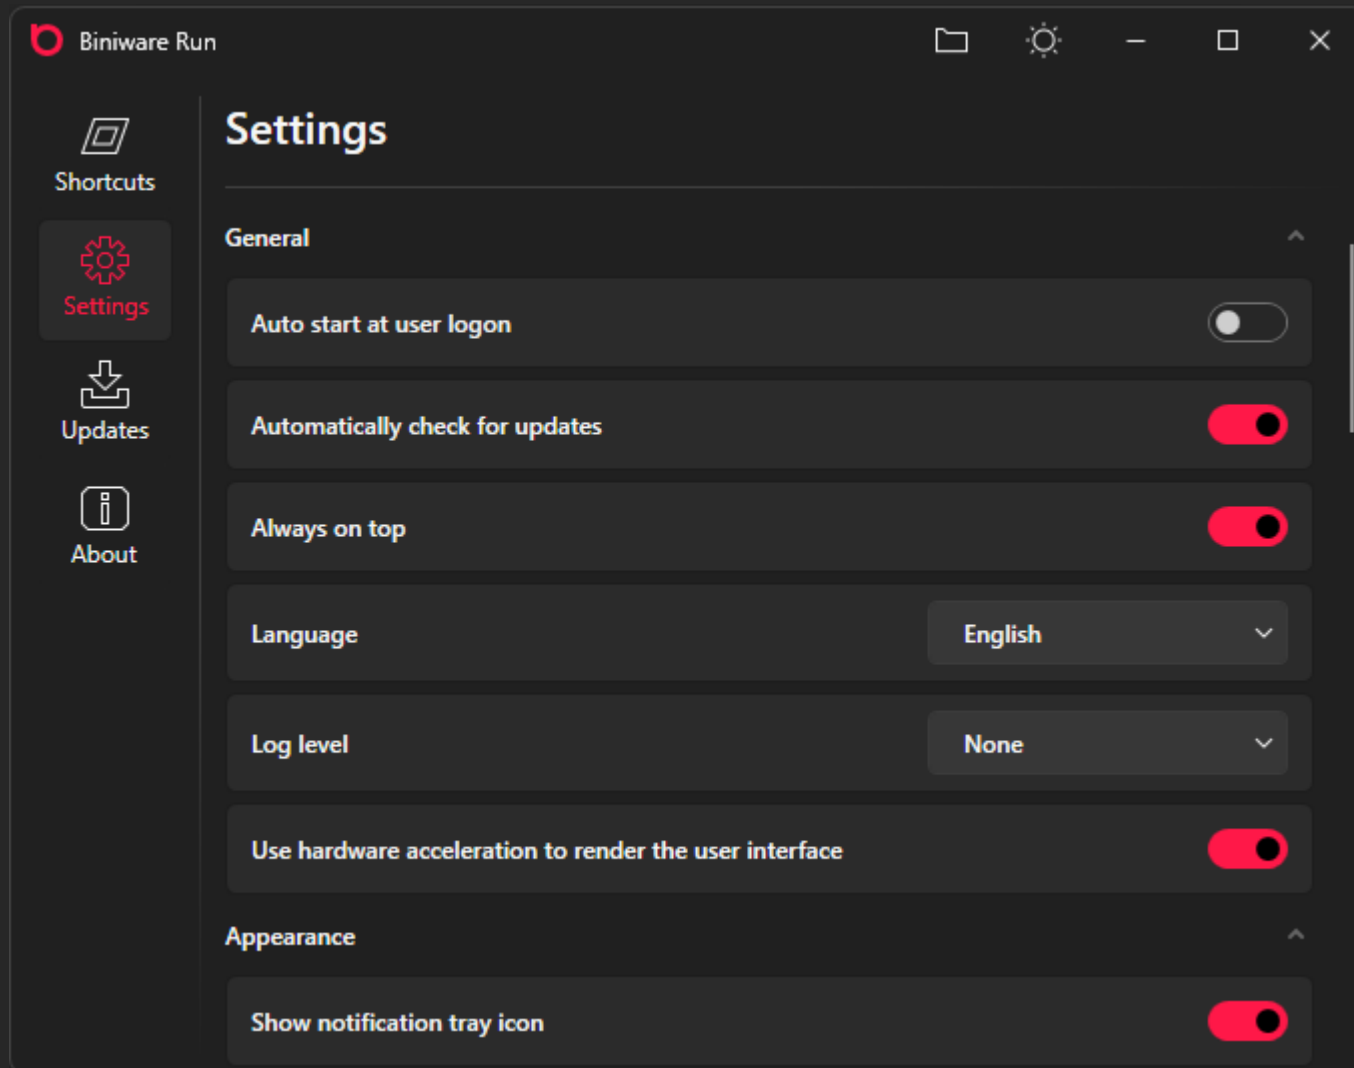 Biniware Run
Shortcuts
Settings
Updates
About
Settings
General
Auto start at user logon
Automatically check for updates
Always on top
Language
English
Log level
None
Use hardware acceleration to render the user interface
Appearance
Show notification tray icon